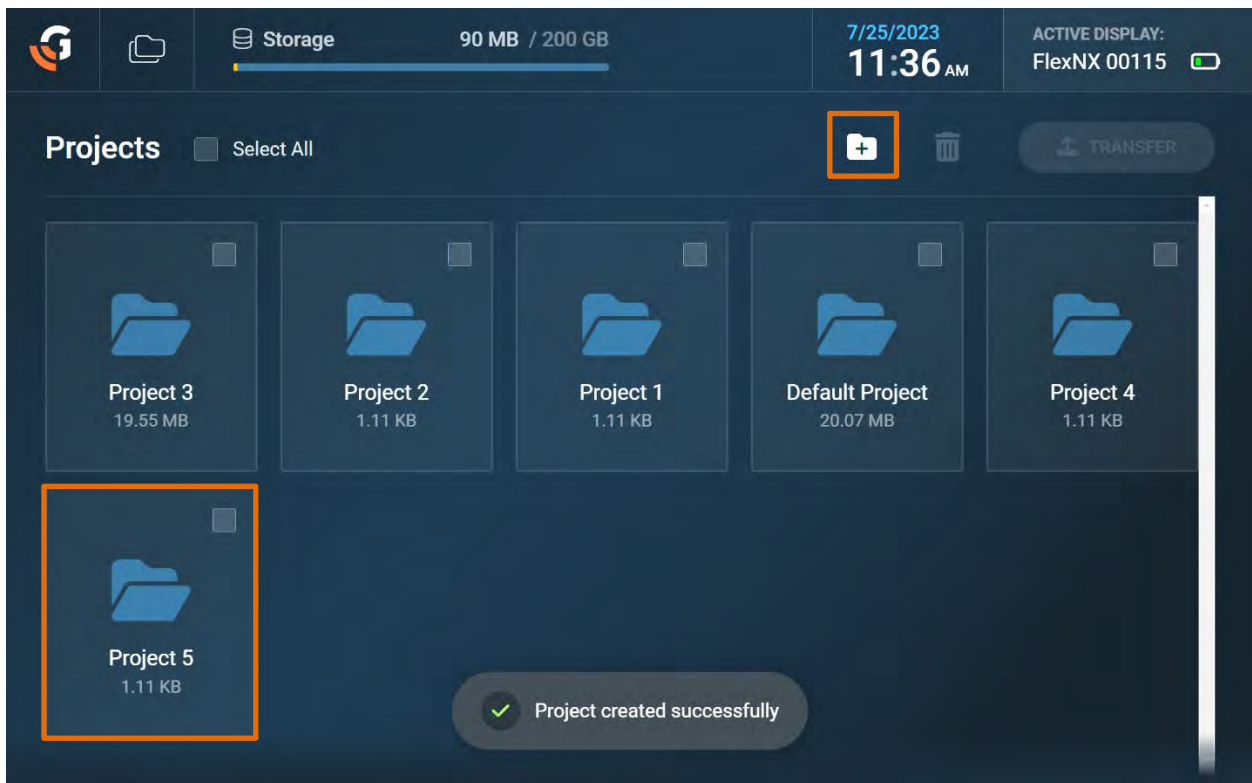 Storage 90 MB / 200 GB
7/25/2023
11:36 AM
ACTIVE DISPLAY:
FlexNX 00115
Projects
Select All
TRANSFER
Project 3
19.55 MB
Project 2
1.11 KB
Project 1
1.11 KB
Default Project
20.07 MB
Project 4
1.11 KB
Project 5
1.11 KB
Project created successfully